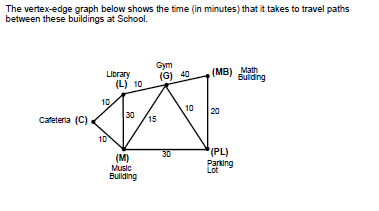 The vertex-edge graph below shows the time (in minutes) that it takes to travel paths
between these buildings at School.
Gym
(G)
40
(MB) Math
Building
Library
(L) 10
10
30
15
10
20
Cafeteria (C)
10
30
(M)
Music
Building
(PL)
Parking
Lot